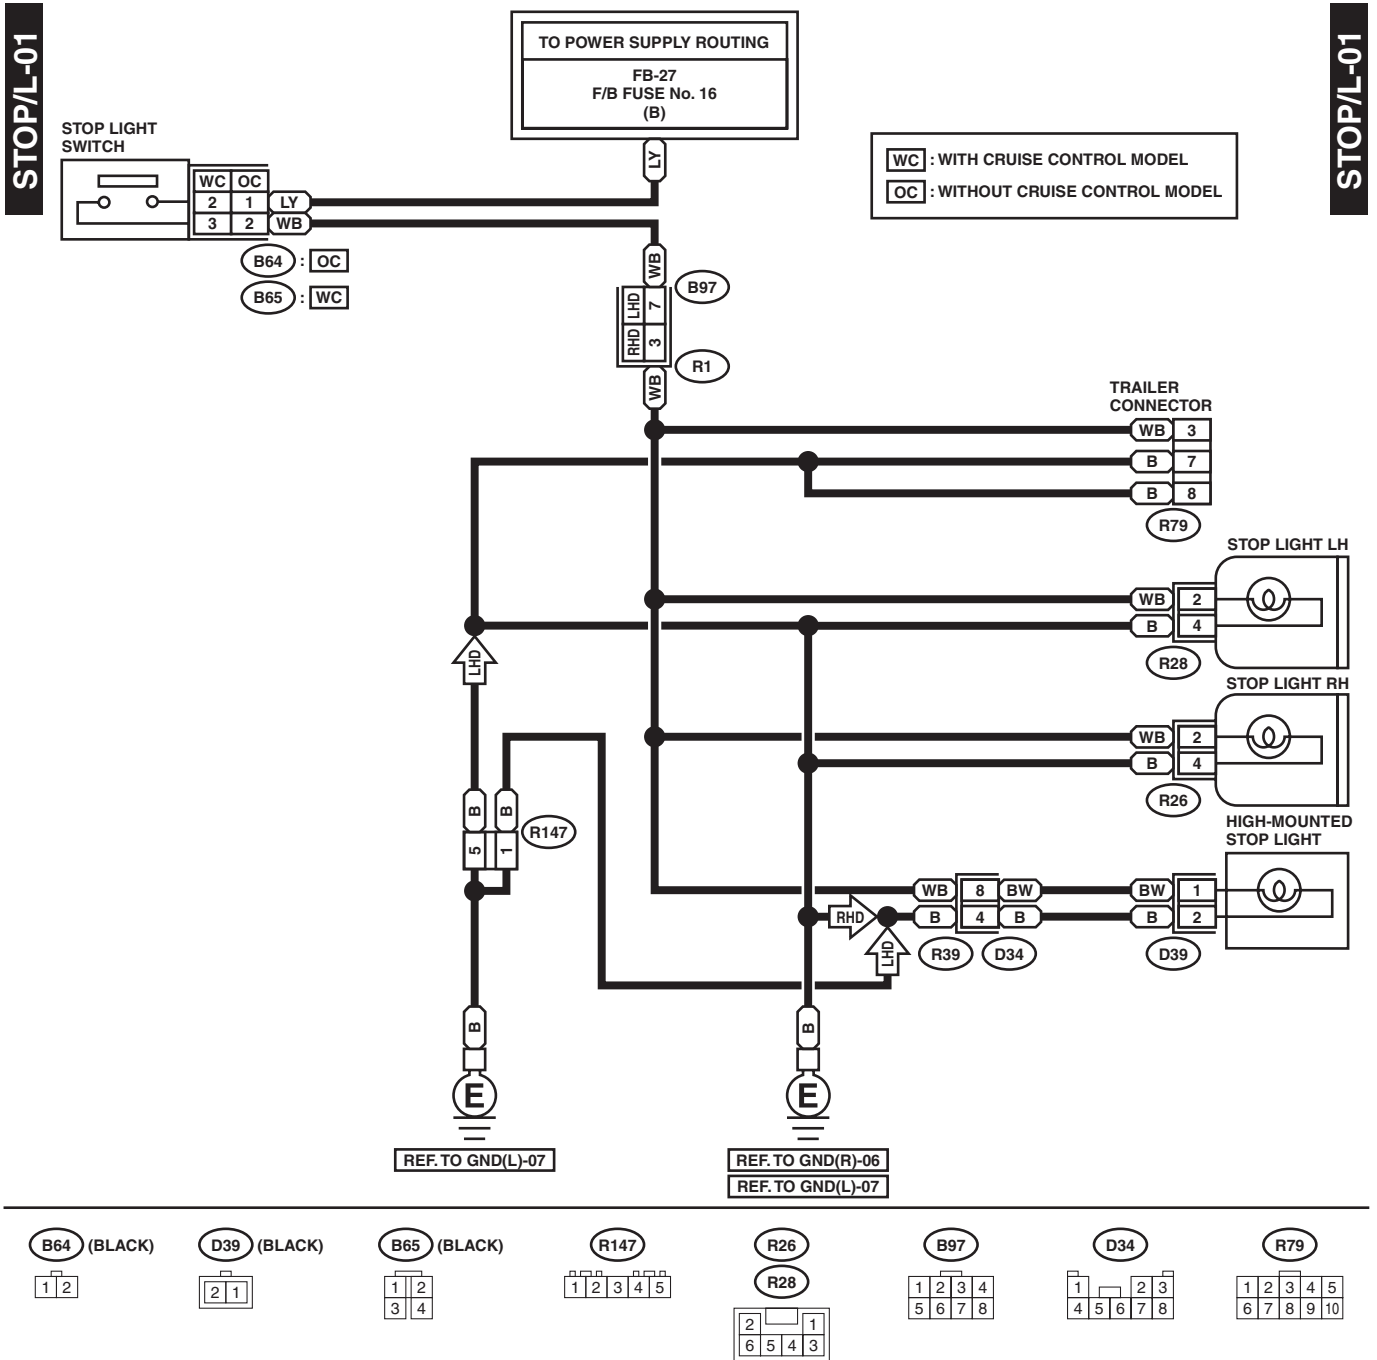 STOP/L-01
STOP/L-01
TO POWER SUPPLY ROUTING
FB-27
F/B FUSE No. 16
(B)
LY
STOP LIGHT
SWITCH
WC OC
2 1 LY
3 2 WB
B64 : OC
B65 : WC
WC : WITH CRUISE CONTROL MODEL
OC : WITHOUT CRUISE CONTROL MODEL
WB
B97
LHD 7
RHD 3
R1
WB
TRAILER
CONNECTOR
WB 3
B 7
B 8
R79
STOP LIGHT LH
WB 2
B 4
R28
LHD
STOP LIGHT RH
WB 2
B 4
R26
B B
5 1
R147
HIGH-MOUNTED
STOP LIGHT
WB 8 BW BW 1
RHD B 4 B B 2
LHD
R39 D34 D39
B B
E E
REF. TO GND(L)-07
REF. TO GND(R)-06
REF. TO GND(L)-07
B64 (BLACK)
1 2
D39 (BLACK)
2 1
B65 (BLACK)
1 2
3 4
R147
1 2 3 4 5
R26
R28
2 1
6 5 4 3
B97
1 2 3 4
5 6 7 8
D34
1 2 3
4 5 6 7 8
R79
1 2 3 4 5
6 7 8 9 10